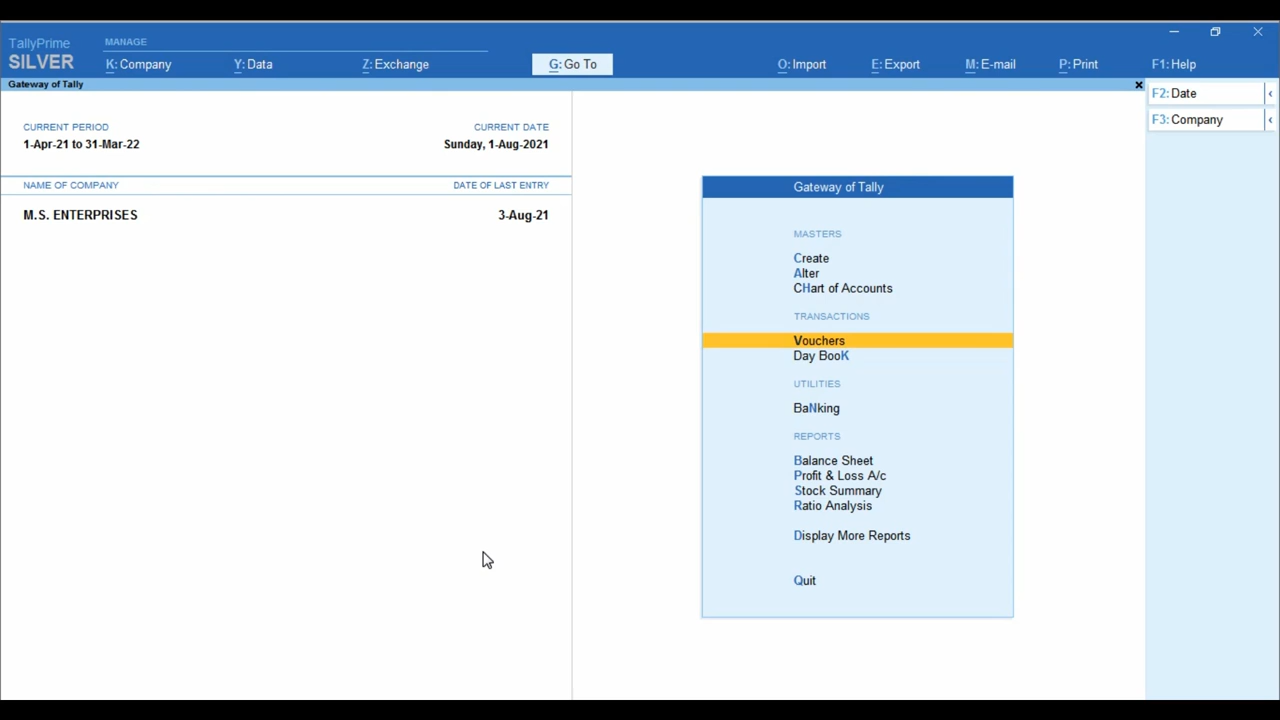 TallyPrime
SILVER
MANAGE
K: Company Y: Data Z: Exchange G: Go To O: Import E: Export M: E-mail P: Print F1: Help
Gateway of Tally
CURRENT PERIOD CURRENT DATE
1-Apr-21 to 31-Mar-22 Sunday, 1-Aug-2021
NAME OF COMPANY DATE OF LAST ENTRY
M.S. ENTERPRISES 3-Aug-21
Gateway of Tally
MASTERS
Create
Alter
CHart of Accounts
TRANSACTIONS
Vouchers
Day BooK
UTILITIES
BaNking
REPORTS
Balance Sheet
Profit & Loss A/c
Stock Summary
Ratio Analysis
Display More Reports
Quit
F2: Date
F3: Company